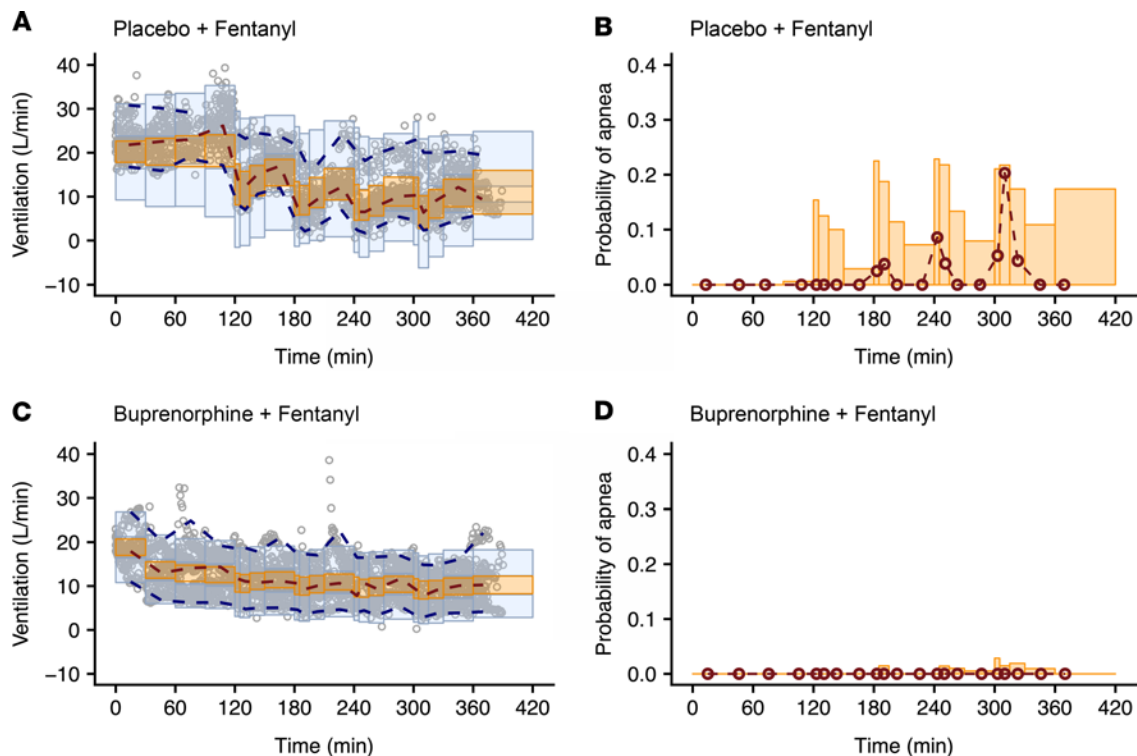 A
Placebo + Fentanyl
40
30
20
10
0
−10
Ventilation (L/min)
0 60 120 180 240 300 360 420
Time (min)
B
Placebo + Fentanyl
0.4
0.3
0.2
0.1
0.0
Probability of apnea
0 60 120 180 240 300 360 420
Time (min)
C
Buprenorphine + Fentanyl
40
30
20
10
0
−10
Ventilation (L/min)
0 60 120 180 240 300 360 420
Time (min)
D
Buprenorphine + Fentanyl
0.4
0.3
0.2
0.1
0.0
Probability of apnea
0 60 120 180 240 300 360 420
Time (min)